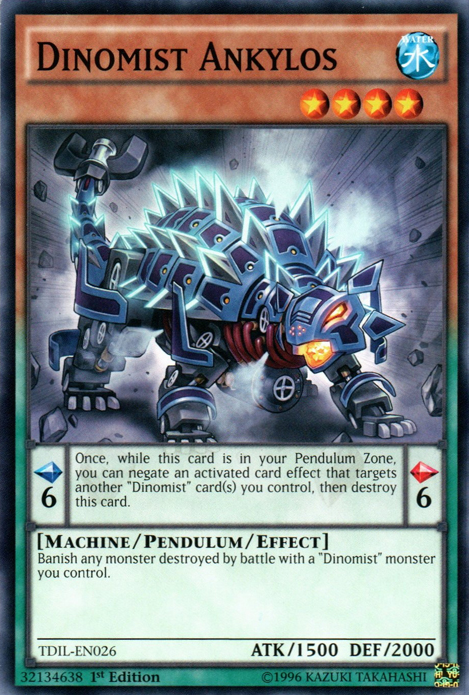 DINOMIST ANKYLOS
WATER
水
6
Once, while this card is in your Pendulum Zone,
you can negate an activated card effect that targets
another "Dinomist" card(s) you control, then destroy
this card.
6
[MACHINE/PENDULUM/EFFECT]
Banish any monster destroyed by battle with a "Dinomist" monster
you control.
TDIL-EN026
ATK/1500 DEF/2000
32134638 1st Edition
©1996 KAZUKI TAKAHASHI